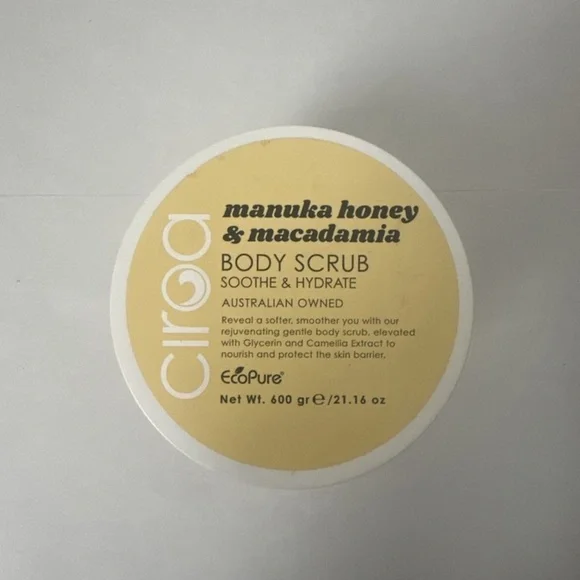 ciroa
manuka honey
& macadamia
BODY SCRUB
SOOTHE & HYDRATE
AUSTRALIAN OWNED
Reveal a softer, smoother you with our
rejuvenating gentle body scrub, elevated
with Glycerin and Camellia Extract to
nourish and protect the skin barrier.
EcoPure®
Net Wt. 600 gr ℮/21.16 oz